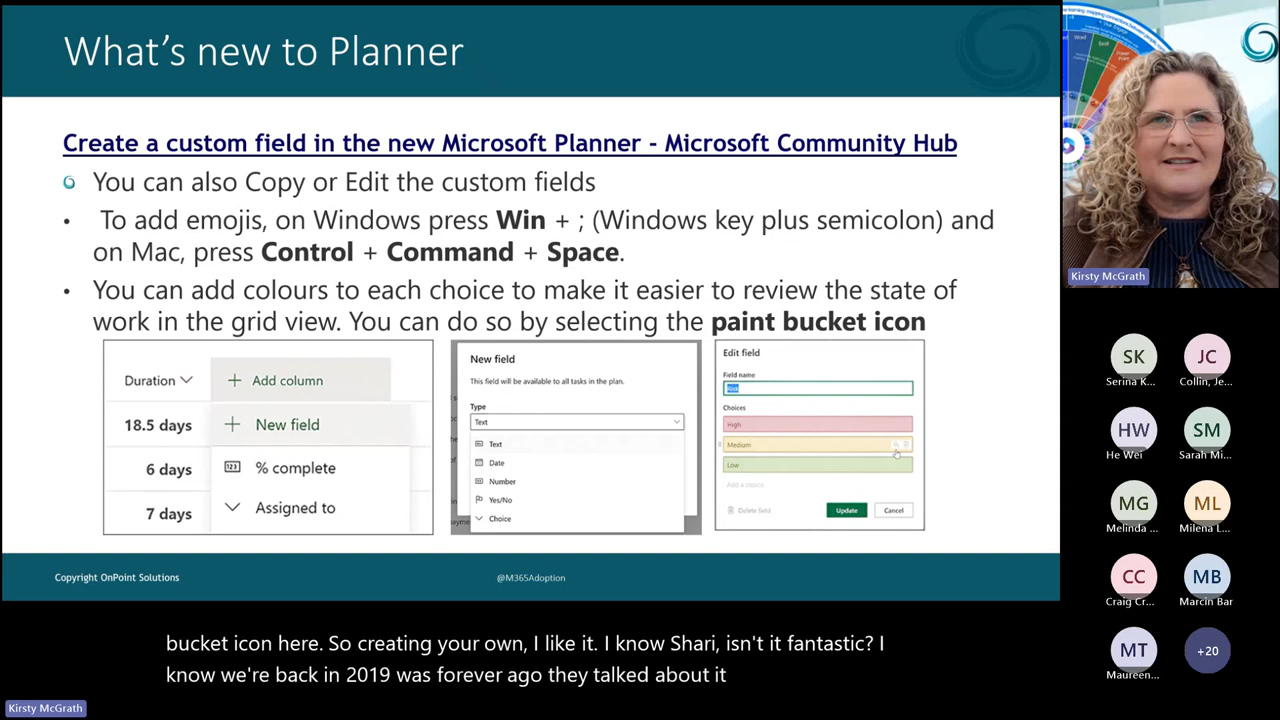 What's new to Planner
Create a custom field in the new Microsoft Planner - Microsoft Community Hub
You can also Copy or Edit the custom fields
• To add emojis, on Windows press Win + ; (Windows key plus semicolon) and
on Mac, press Control + Command + Space.
• You can add colours to each choice to make it easier to review the state of
work in the grid view. You can do so by selecting the paint bucket icon
Duration
+ Add column
18.5 days
+ New field
6 days
% complete
7 days
Assigned to
New field
This field will be available to all tasks in the plan.
Type
Text
Text
Date
Number
Yes/No
Choice
Edit field
Field name
Choices
High
Medium
Low
Add a choice
Delete field
Update
Cancel
Copyright OnPoint Solutions
@M365Adoption
bucket icon here. So creating your own, I like it. I know Shari, isn't it fantastic? I
know we're back in 2019 was forever ago they talked about it
Kirsty McGrath
Kirsty McGrath
SK
Serina K...
JC
Collin, Je...
HW
He Wei
SM
Sarah Mi...
MG
Melinda ...
ML
Milena L...
CC
Craig Cr...
MB
Marcin Bar
MT
Maureen...
+20